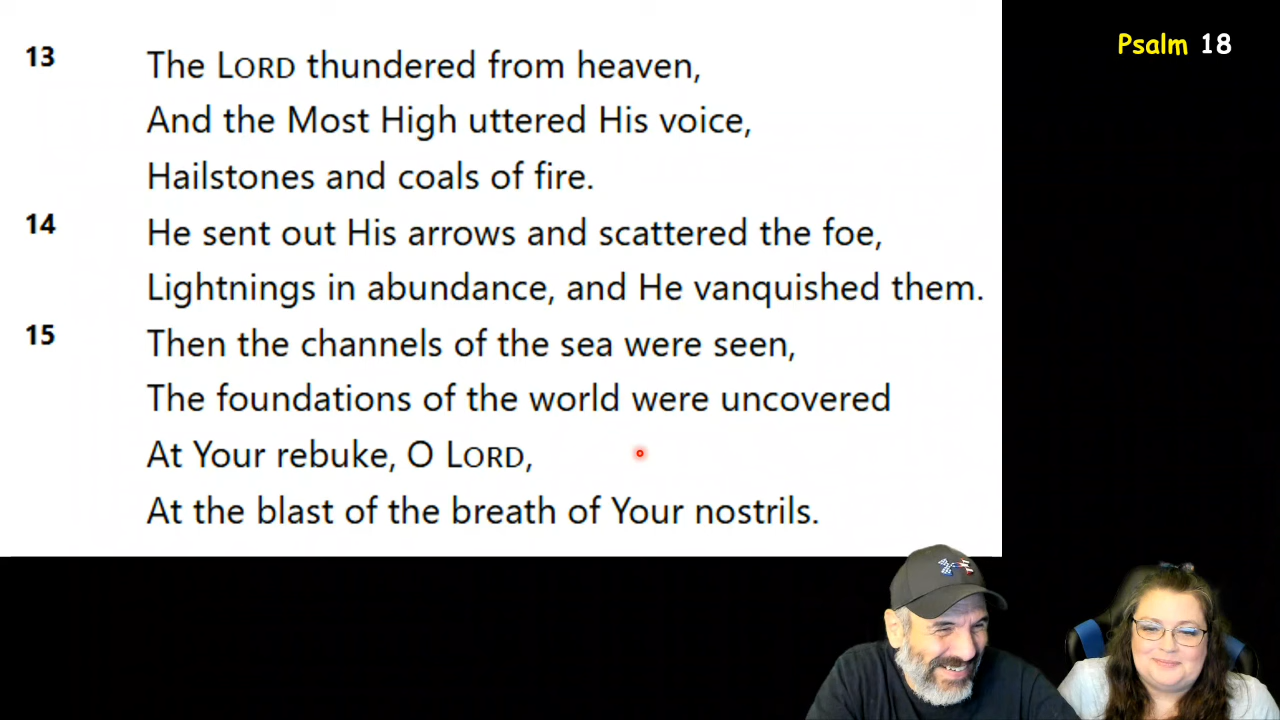 Psalm 18
13 The LORD thundered from heaven,
And the Most High uttered His voice,
Hailstones and coals of fire.
14 He sent out His arrows and scattered the foe,
Lightnings in abundance, and He vanquished them.
15 Then the channels of the sea were seen,
The foundations of the world were uncovered
At Your rebuke, O LORD,
At the blast of the breath of Your nostrils.